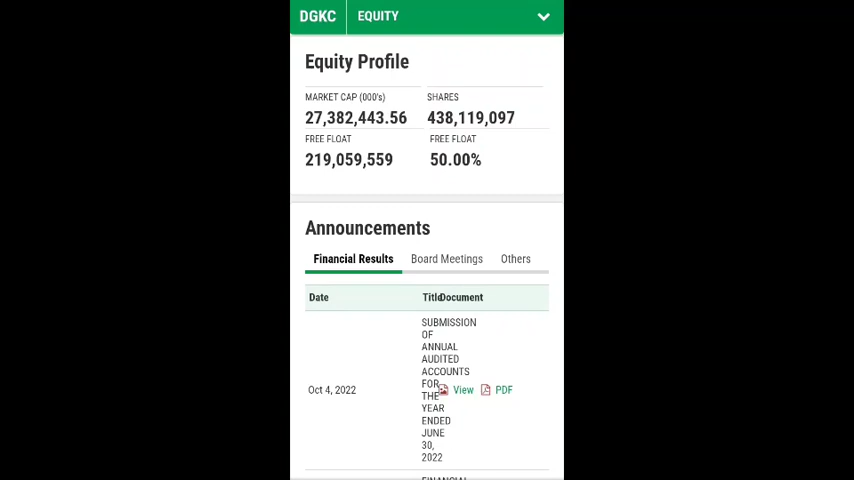 DGKC EQUITY
Equity Profile
MARKET CAP (000's) SHARES
27,382,443.56 438,119,097
FREE FLOAT FREE FLOAT
219,059,559 50.00%
Announcements
Financial Results Board Meetings Others
Date Title Document
SUBMISSION
OF
ANNUAL
AUDITED
ACCOUNTS
FOR
Oct 4, 2022 View PDF
THE
YEAR
ENDED
JUNE
30,
2022
FINANCIAL